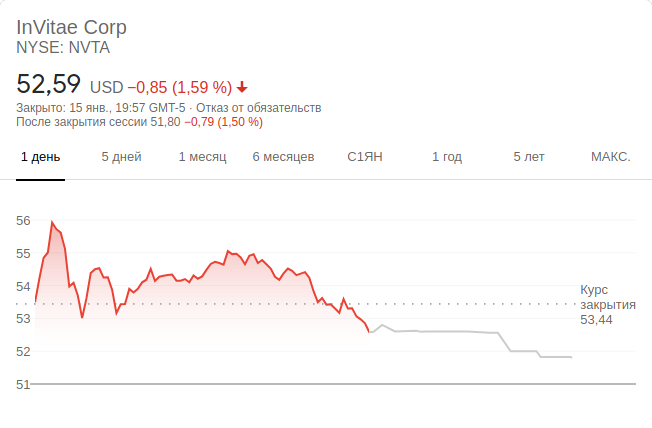 InVitae Corp
NYSE: NVTA
52,59 USD −0,85 (1,59 %)
Закрыто: 15 янв., 19:57 GMT-5 · Отказ от обязательств
После закрытия сессии 51,80 −0,79 (1,50 %)
1 день 5 дней 1 месяц 6 месяцев С1ЯН 1 год 5 лет МАКС.
56
55
54
53
52
51
Курс
закрытия
53,44